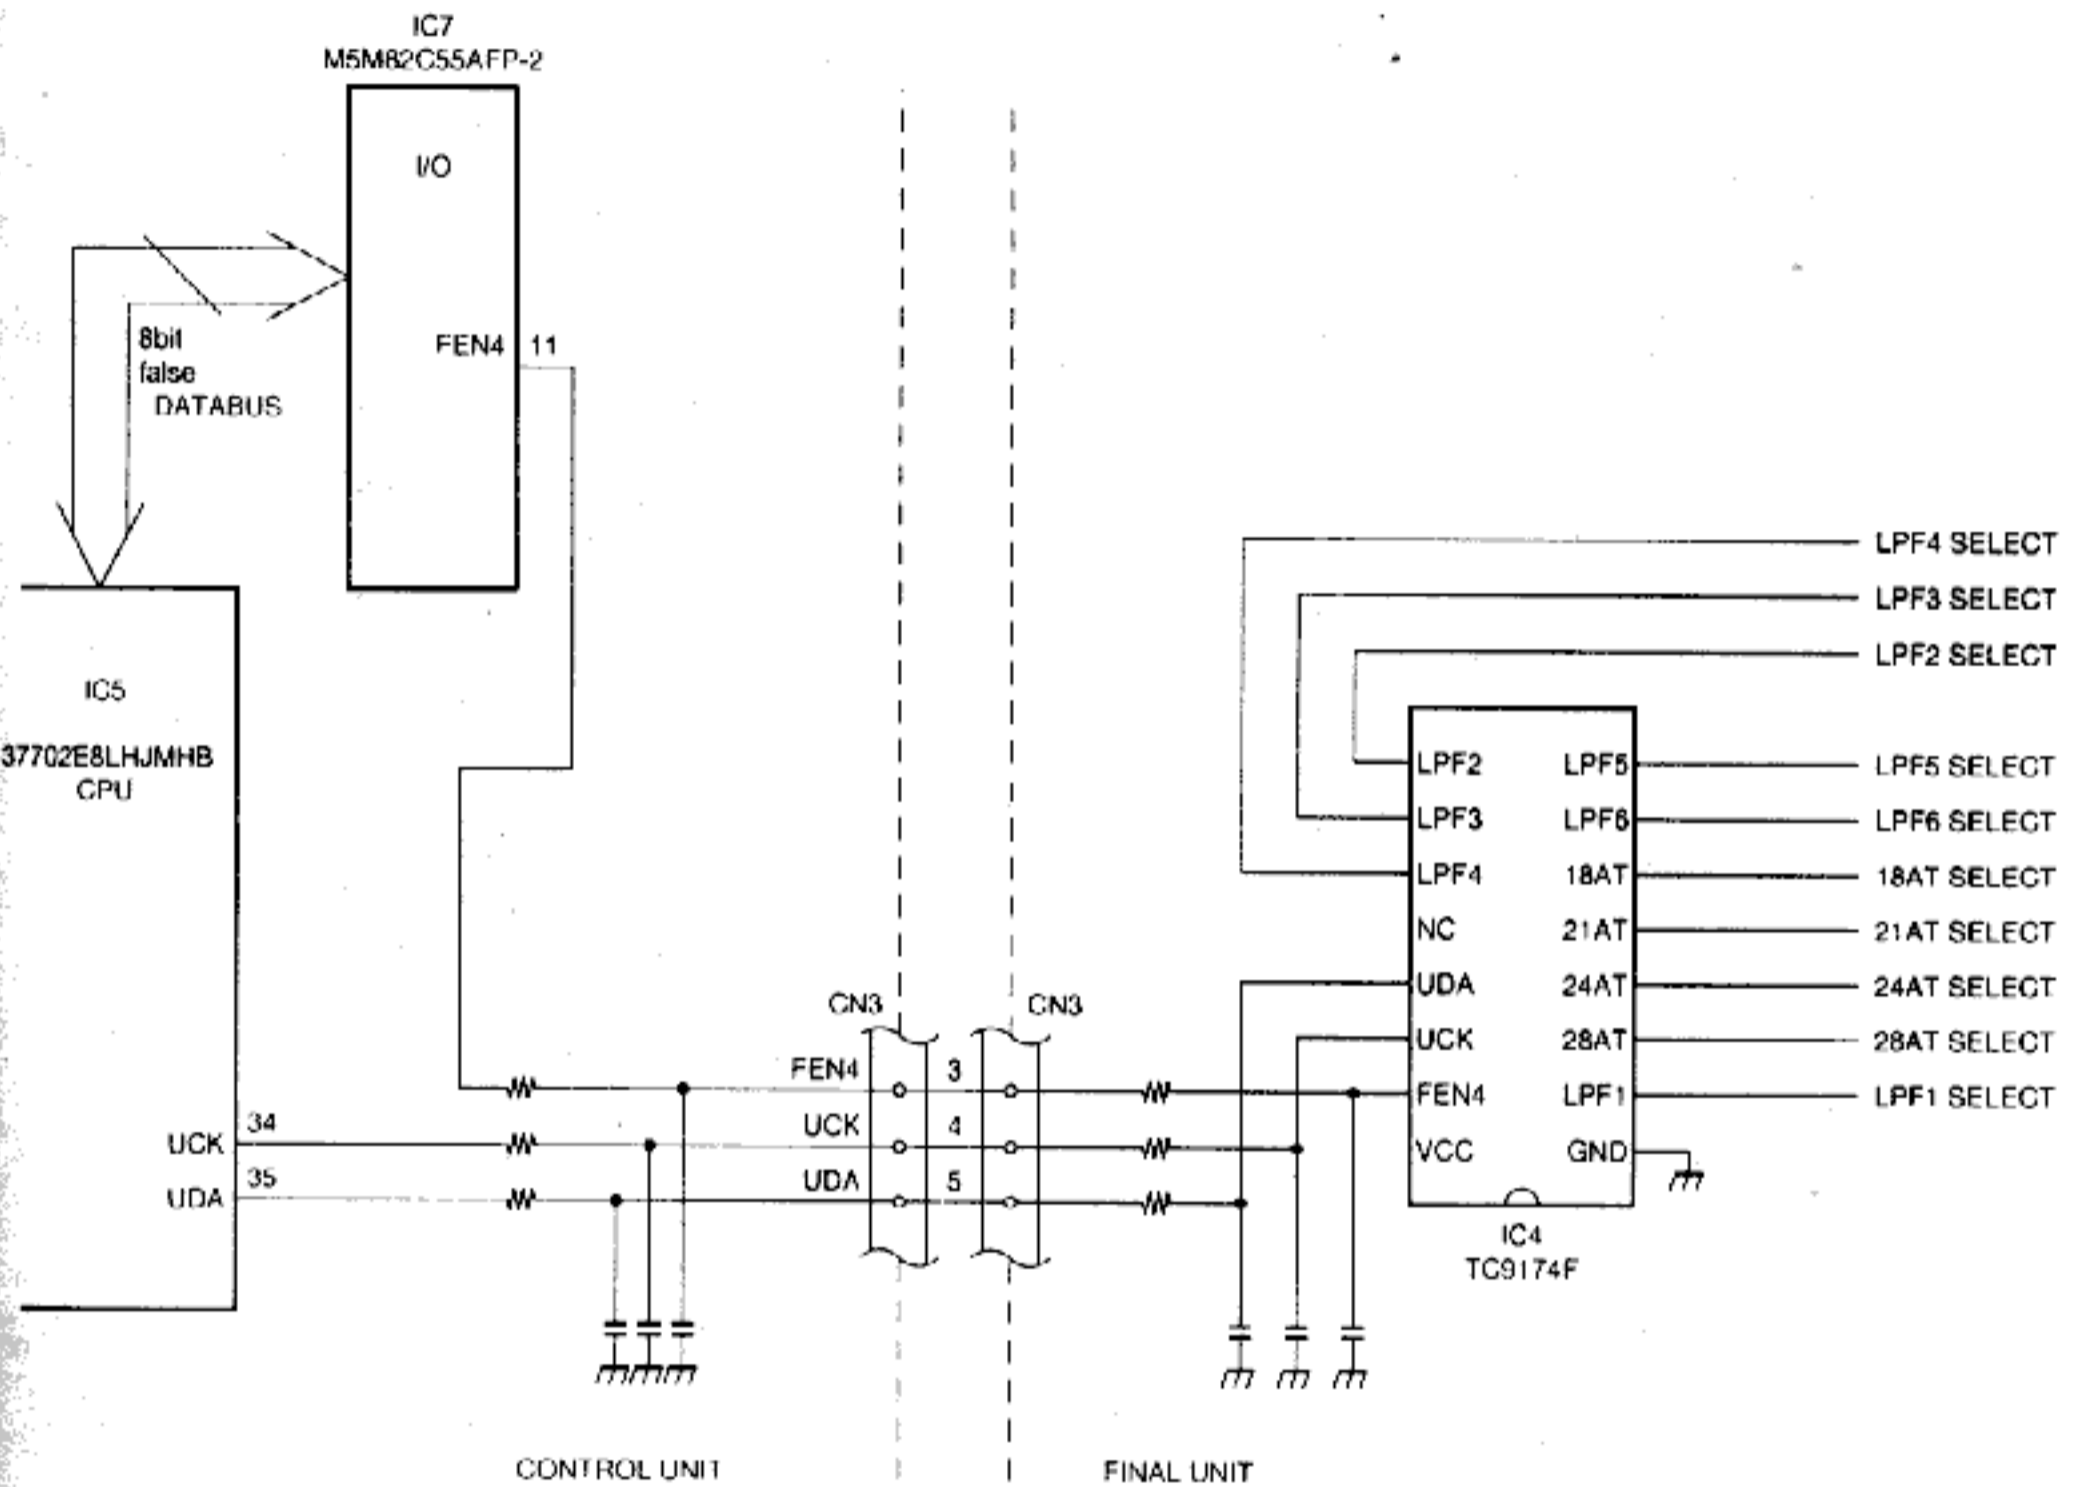 IC7
M5M82C55AFP-2
I/O
FEN4 11
8bit
false
DATABUS
IC5
37702E8LHJMHB
CPU
UCK 34
UDA 35
CN3 CN3
FEN4 3
UCK 4
UDA 5
LPF4 SELECT
LPF3 SELECT
LPF2 SELECT
LPF2 LPF5 LPF5 SELECT
LPF3 LPF6 LPF6 SELECT
LPF4 18AT 18AT SELECT
NC 21AT 21AT SELECT
UDA 24AT 24AT SELECT
UCK 28AT 28AT SELECT
FEN4 LPF1 LPF1 SELECT
VCC GND
IC4
TC9174F
CONTROL UNIT FINAL UNIT